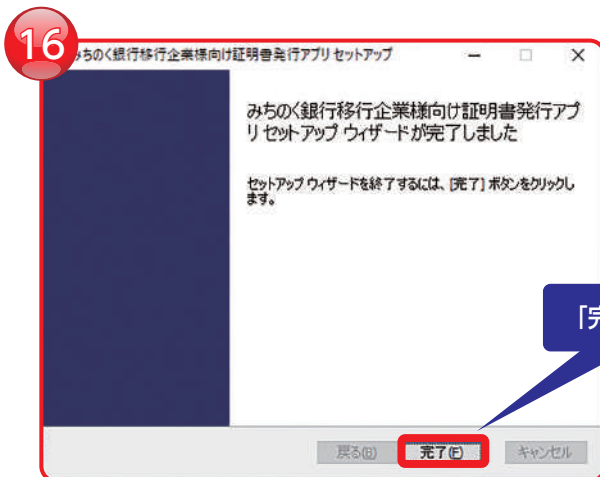 16
みちのく銀行移行企業様向け証明書発行アプリ セットアップ
みちのく銀行移行企業様向け証明書発行アプ
リ セットアップ ウィザードが完了しました
セットアップ ウィザードを終了するには、[完了] ボタンをクリックし
ます。
「完
戻る(B) 完了(F) キャンセル